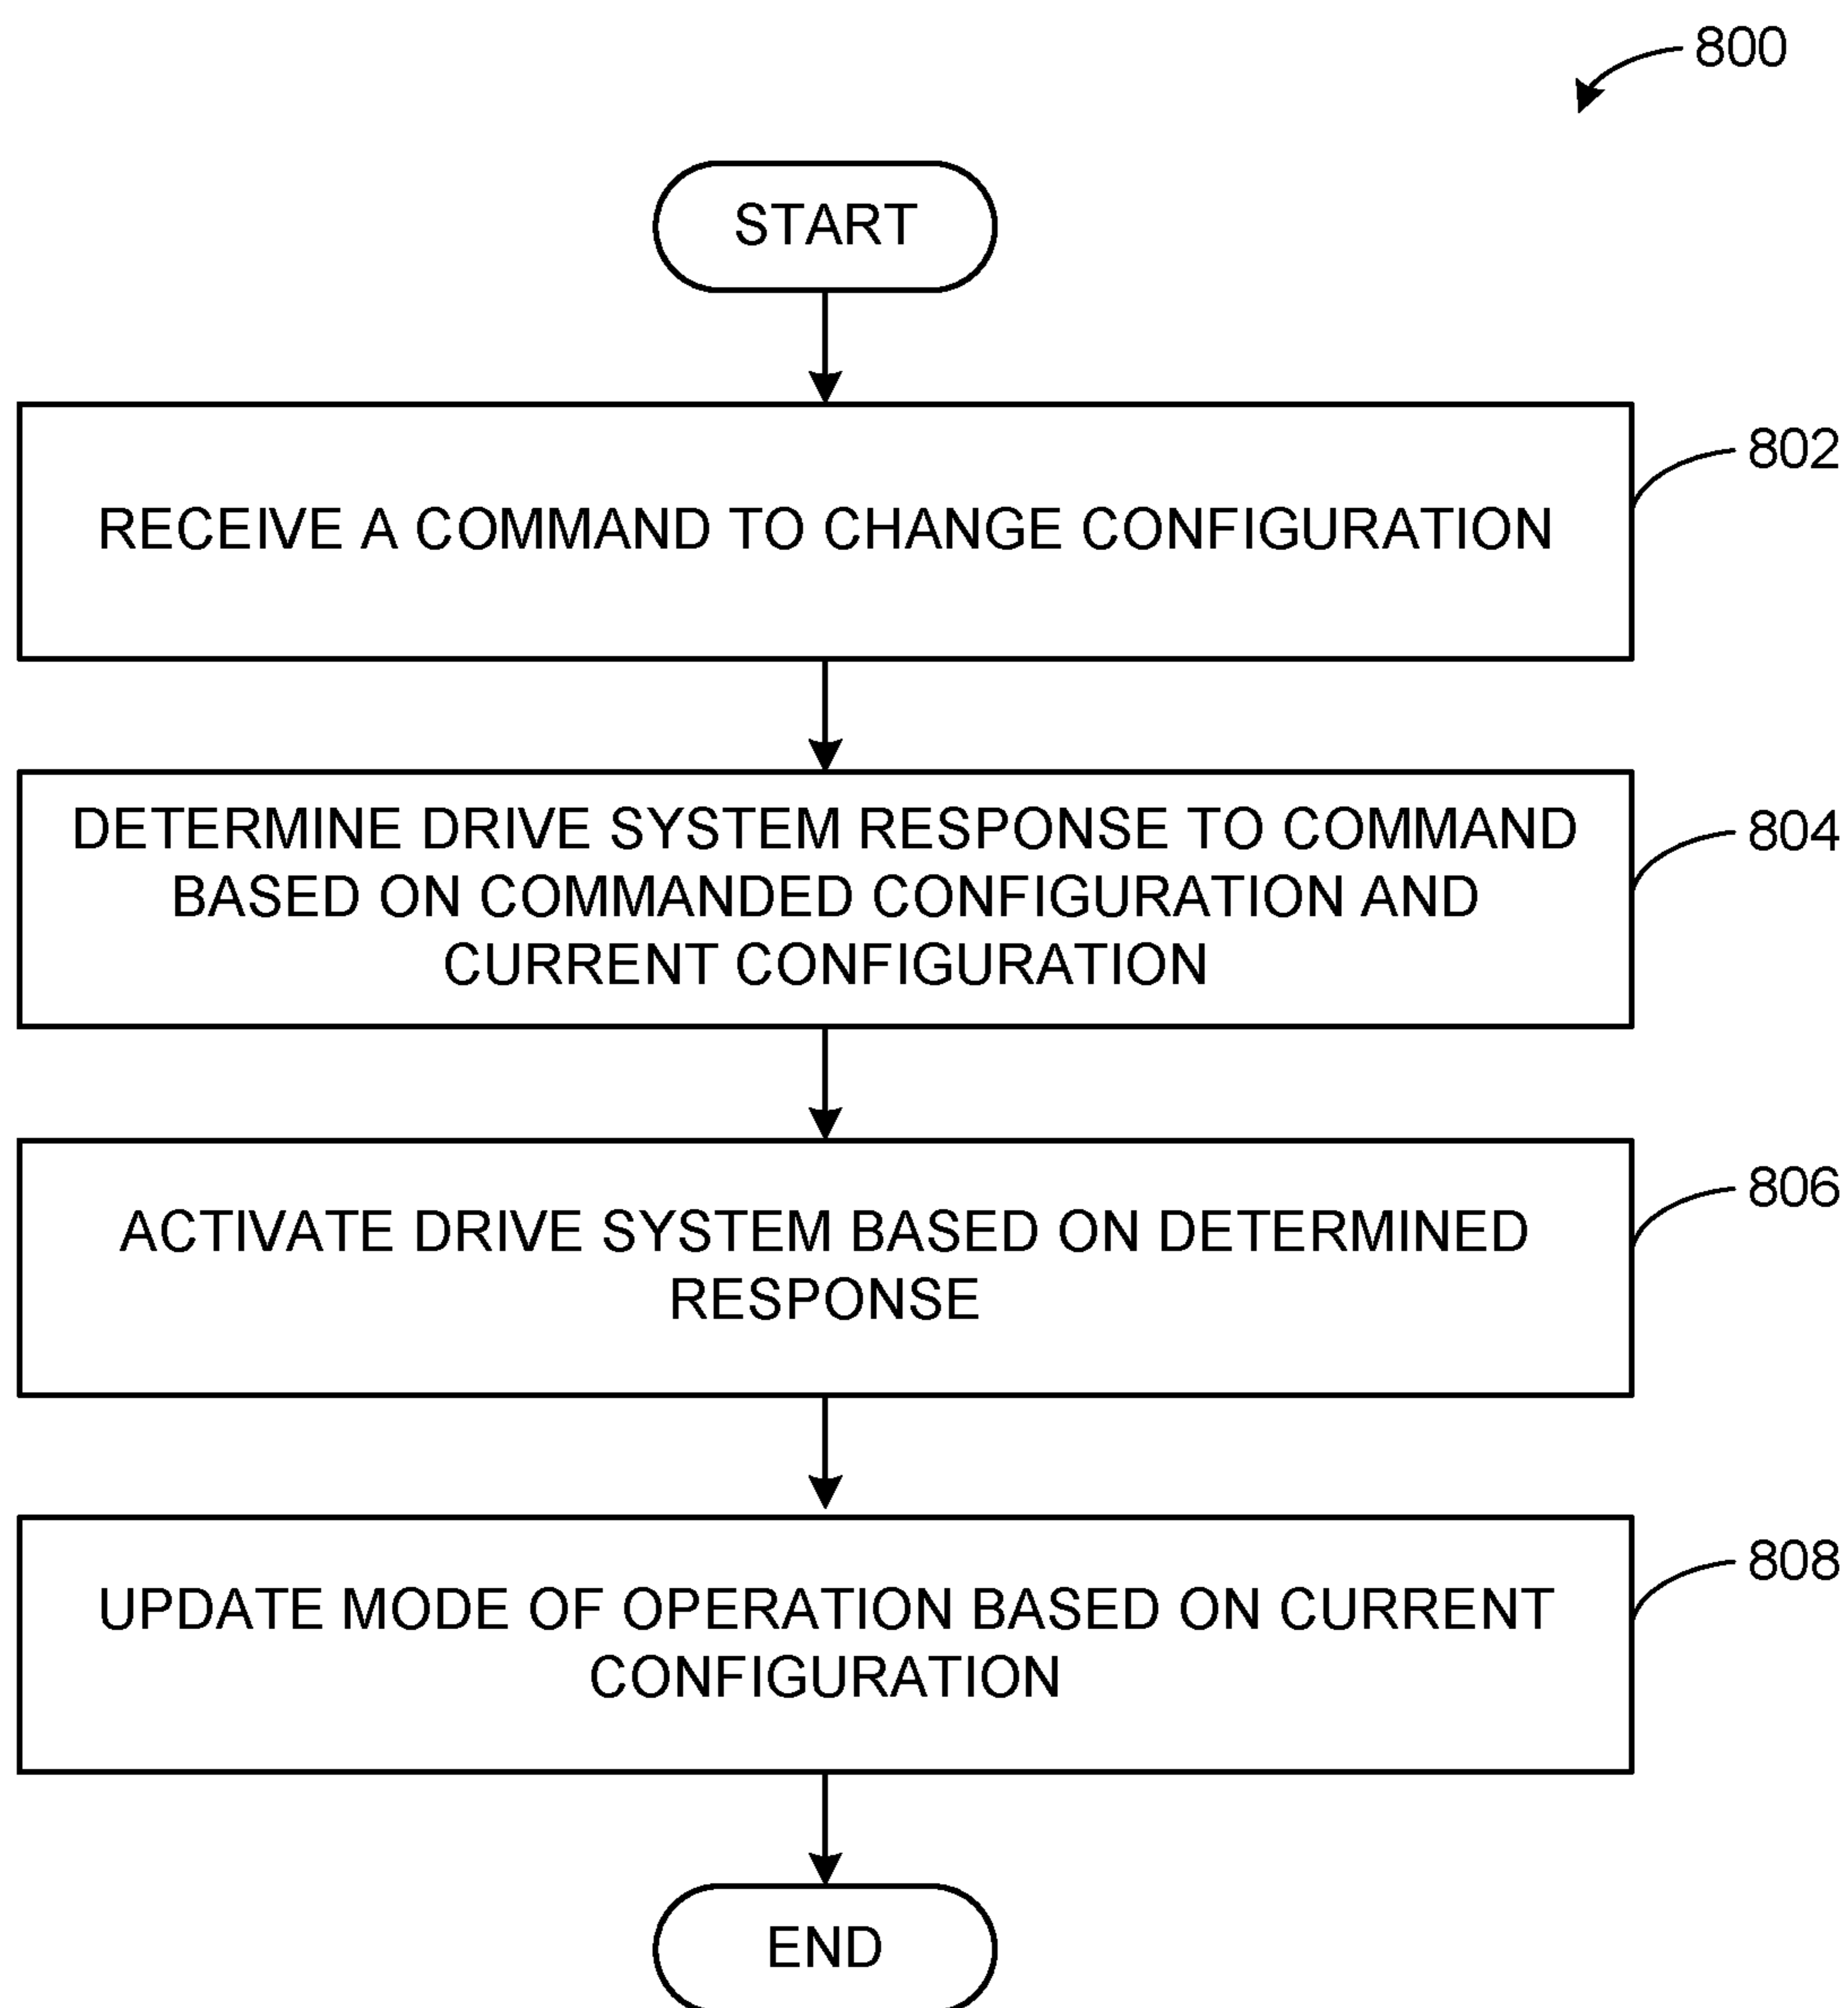 800
START
RECEIVE A COMMAND TO CHANGE CONFIGURATION
802
DETERMINE DRIVE SYSTEM RESPONSE TO COMMAND
BASED ON COMMANDED CONFIGURATION AND
CURRENT CONFIGURATION
804
ACTIVATE DRIVE SYSTEM BASED ON DETERMINED
RESPONSE
806
UPDATE MODE OF OPERATION BASED ON CURRENT
CONFIGURATION
808
END